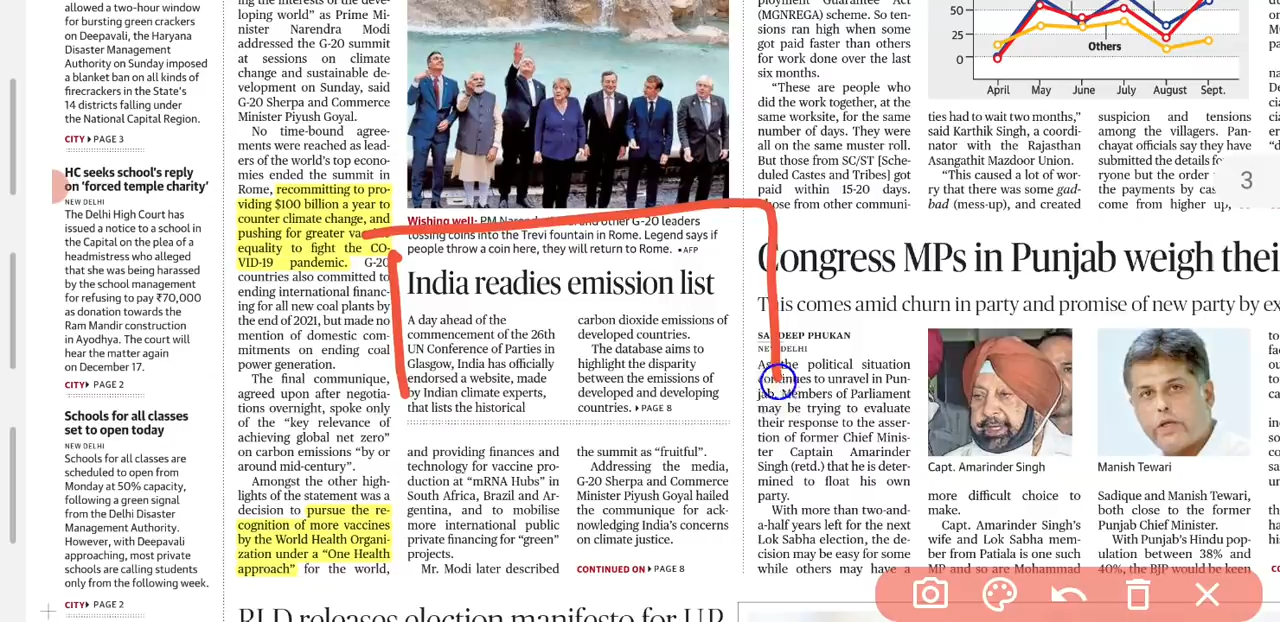 allowed a two-hour window
for bursting green crackers
on Deepavali, the Haryana
Disaster Management
Authority on Sunday imposed
a blanket ban on all kinds of
firecrackers in the State's
14 districts falling under
the National Capital Region.
CITY PAGE 3
HC seeks school's reply
on 'forced temple charity'
NEW DELHI
The Delhi High Court has
issued a notice to a school in
the Capital on the plea of a
headmistress who alleged
that she was being harassed
by the school management
for refusing to pay ₹70,000
as donation towards the
Ram Mandir construction
in Ayodhya. The court will
hear the matter again
on December 17.
CITY PAGE 2
Schools for all classes
set to open today
NEW DELHI
Schools for all classes are
scheduled to open from
Monday at 50% capacity,
following a green signal
from the Delhi Disaster
Management Authority.
However, with Deepavali
approaching, most private
schools are calling students
only from the following week.
CITY PAGE 2
ing the interests of the deve-
loping world” as Prime Mi-
nister Narendra Modi
addressed the G-20 summit
at sessions on climate
change and sustainable de-
velopment on Sunday, said
G-20 Sherpa and Commerce
Minister Piyush Goyal.
No time-bound agree-
ments were reached as lead-
ers of the world's top econo-
mies ended the summit in
Rome, recommitting to pro-
viding $100 billion a year to
counter climate change, and
pushing for greater
equality to fight the CO-
VID-19 pandemic. G-20
countries also committed to
ending international financ-
ing for all new coal plants by
the end of 2021, but made no
mention of domestic com-
mitments on ending coal
power generation.
The final communique,
agreed upon after negotia-
tions overnight, spoke only
of the “key relevance of
achieving global net zero”
on carbon emissions “by or
around mid-century”.
Amongst the other high-
lights of the statement was a
decision to pursue the re-
cognition of more vaccines
by the World Health Organi-
zation under a “One Health
approach” for the world,
Wishing well: PM and other G-20 leaders
tossing coins into the Trevi fountain in Rome. Legend says if
people throw a coin here, they will return to Rome. •AFP
India readies emission list
A day ahead of the
commencement of the 26th
UN Conference of Parties in
Glasgow, India has officially
endorsed a website, made
by Indian climate experts,
that lists the historical
carbon dioxide emissions of
developed countries.
The database aims to
highlight the disparity
between the emissions of
developed and developing
countries. PAGE 8
and providing finances and
technology for vaccine pro-
duction at “mRNA Hubs” in
South Africa, Brazil and Ar-
gentina, and to mobilise
more international public
private financing for “green”
projects.
Mr. Modi later described
the summit as “fruitful”.
Addressing the media,
G-20 Sherpa and Commerce
Minister Piyush Goyal hailed
the communique for ack-
nowledging India's concerns
on climate justice.
CONTINUED ON PAGE 8
ployment Guarantee Act
(MGNREGA) scheme. So ten-
sions ran high when some
got paid faster than others
for work done over the last
six months.
“These are people who
did the work together, at the
same worksite, for the same
number of days. They were
all on the same muster roll.
But those from SC/ST [Sche-
duled Castes and Tribes] got
paid within 15-20 days.
those from other communi-
50
25
0
Others
April May June July August Sept.
ties had to wait two months,”
said Karthik Singh, a coordi-
nator with the Rajasthan
Asangathit Mazdoor Union.
“This caused a lot of wor-
ry that there was some gad-
bad (mess-up), and created
suspicion and tensions
among the villagers. Pan-
chayat officials say they have
submitted the details
ryone but the order
the payments by
come from higher up,
3
Congress MPs in Punjab weigh thei
This comes amid churn in party and promise of new party by ex
SANDEEP PHUKAN
NEW DELHI
As the political situation
continues to unravel in Pun-
jab, Members of Parliament
may be trying to evaluate
their response to the asser-
tion of former Chief Minis-
ter Captain Amarinder
Singh (retd.) that he is deter-
mined to float his own
party.
With more than two-and-
a-half years left for the next
Lok Sabha election, the de-
cision may be easy for some
while others may have a
Capt. Amarinder Singh
Manish Tewari
more difficult choice to
make.
Capt. Amarinder Singh's
wife and Lok Sabha mem-
ber from Patiala is one such
MP and so are Mohammad
Sadique and Manish Tewari,
both close to the former
Punjab Chief Minister.
With Punjab's Hindu pop-
ulation between 38% and
40%, the BJP would be keen
RLD releases election manifesto for U.P.